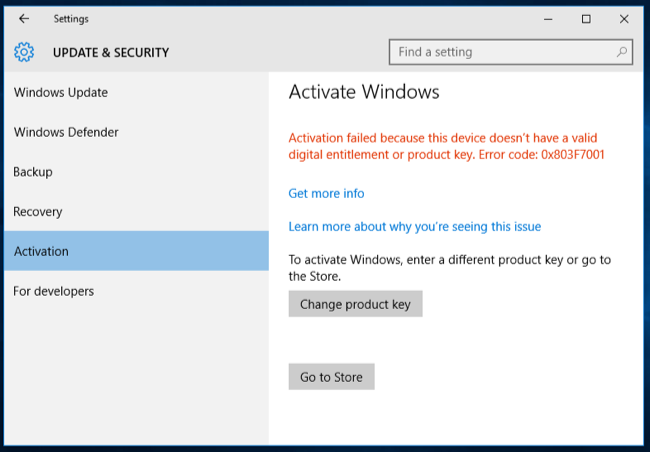 Settings
UPDATE & SECURITY
Find a setting
Windows Update
Windows Defender
Backup
Recovery
Activation
For developers
Activate Windows
Activation failed because this device doesn't have a valid
digital entitlement or product key. Error code: 0x803F7001
Get more info
Learn more about why you're seeing this issue
To activate Windows, enter a different product key or go to
the Store.
Change product key
Go to Store